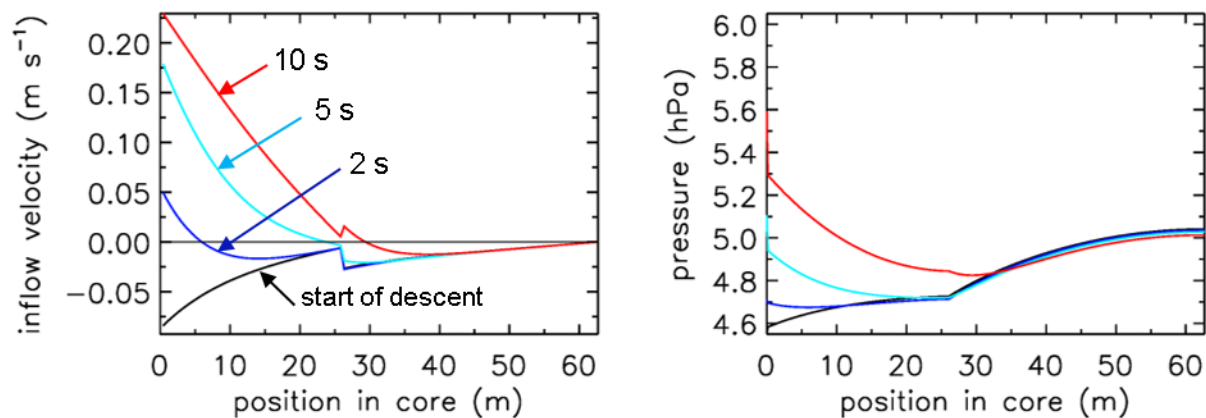 inflow velocity (m s⁻¹)
0.20
0.15
0.10
0.05
0.00
−0.05
10 s
5 s
2 s
start of descent
0 10 20 30 40 50 60
position in core (m)
pressure (hPa)
6.0
5.8
5.6
5.4
5.2
5.0
4.8
4.6
0 10 20 30 40 50 60
position in core (m)